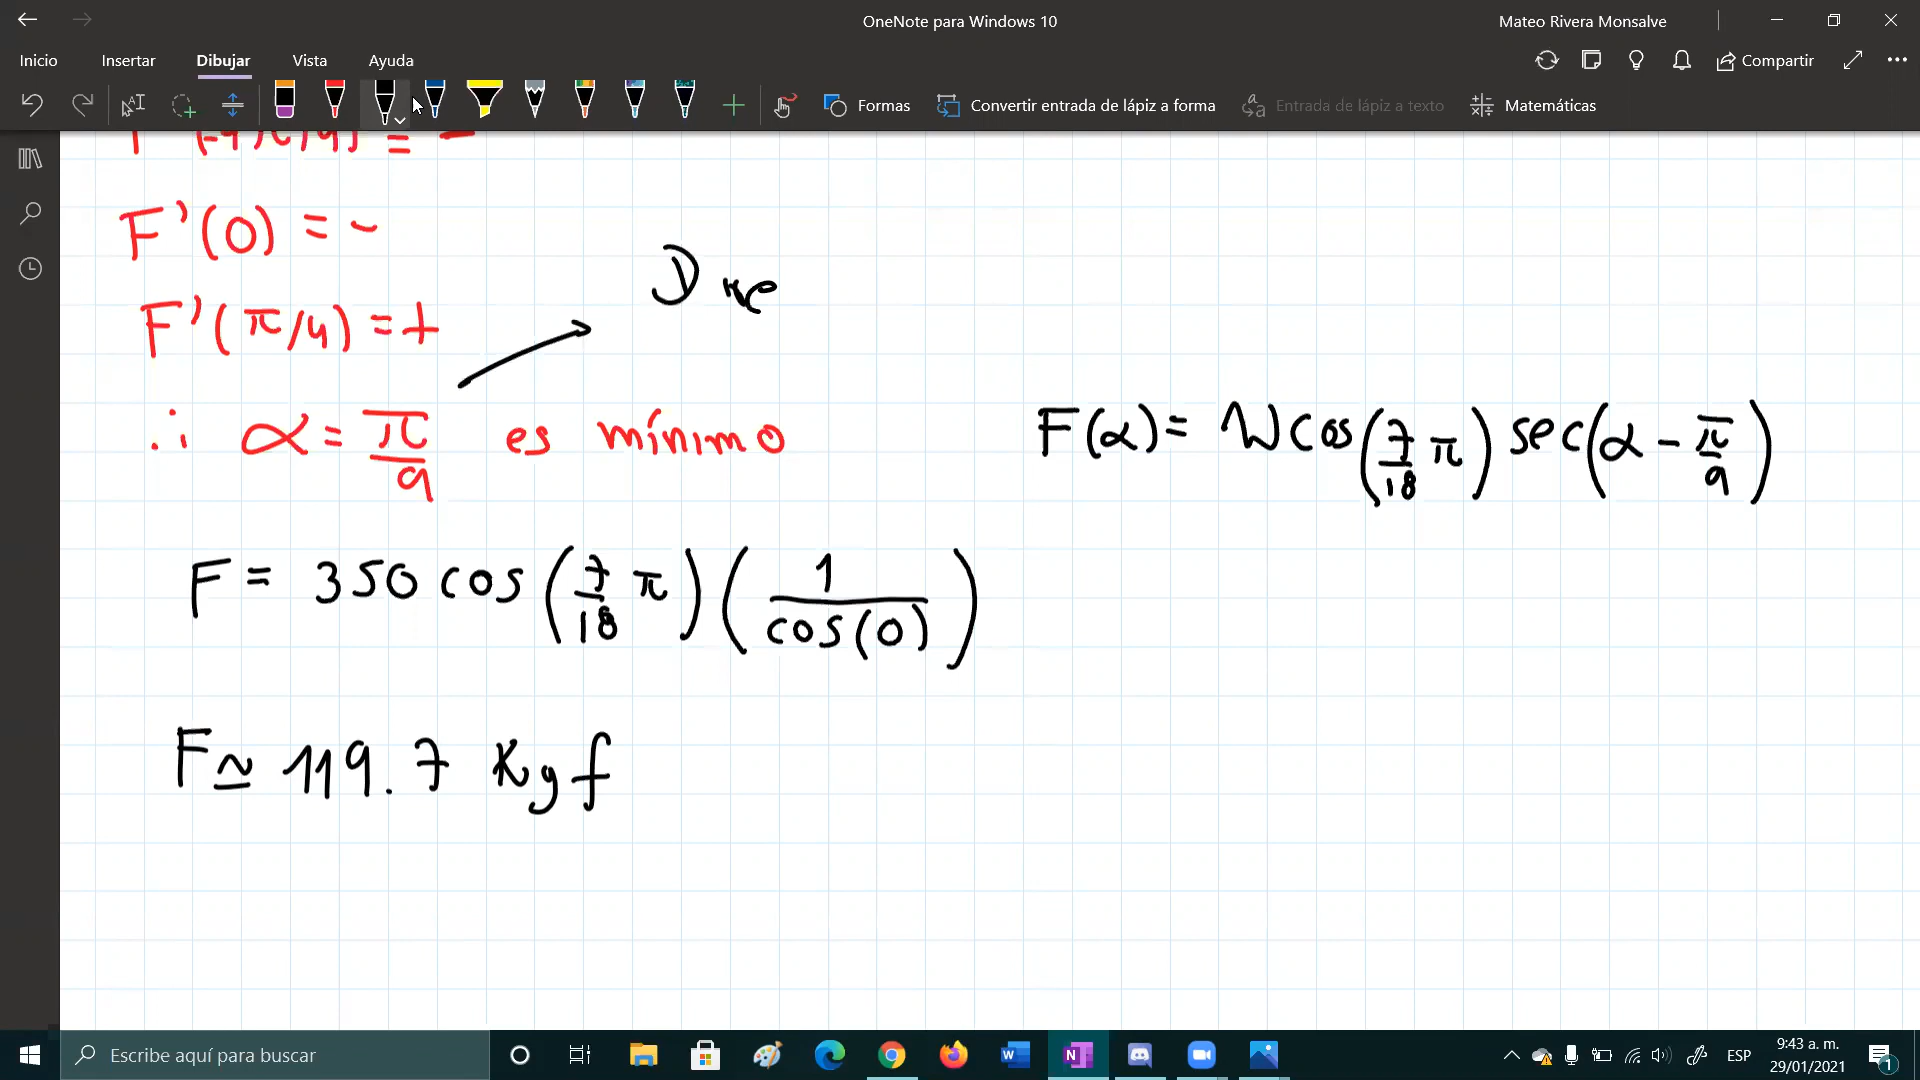 OneNote para Windows 10
Mateo Rivera Monsalve
Inicio Insertar Dibujar Vista Ayuda
Compartir
Formas Convertir entrada de lápiz a forma Entrada de lápiz a texto Matemáticas
F'(0) = -
F'(π/4) = +
∴ α = π/9 es mínimo
F(α) = W cos(7/18 π) sec(α - π/9)
F = 350 cos(7/18 π)(1/cos(0))
F ≃ 119.7 Kgf
Escribe aquí para buscar
ESP
9:43 a. m.
29/01/2021
1